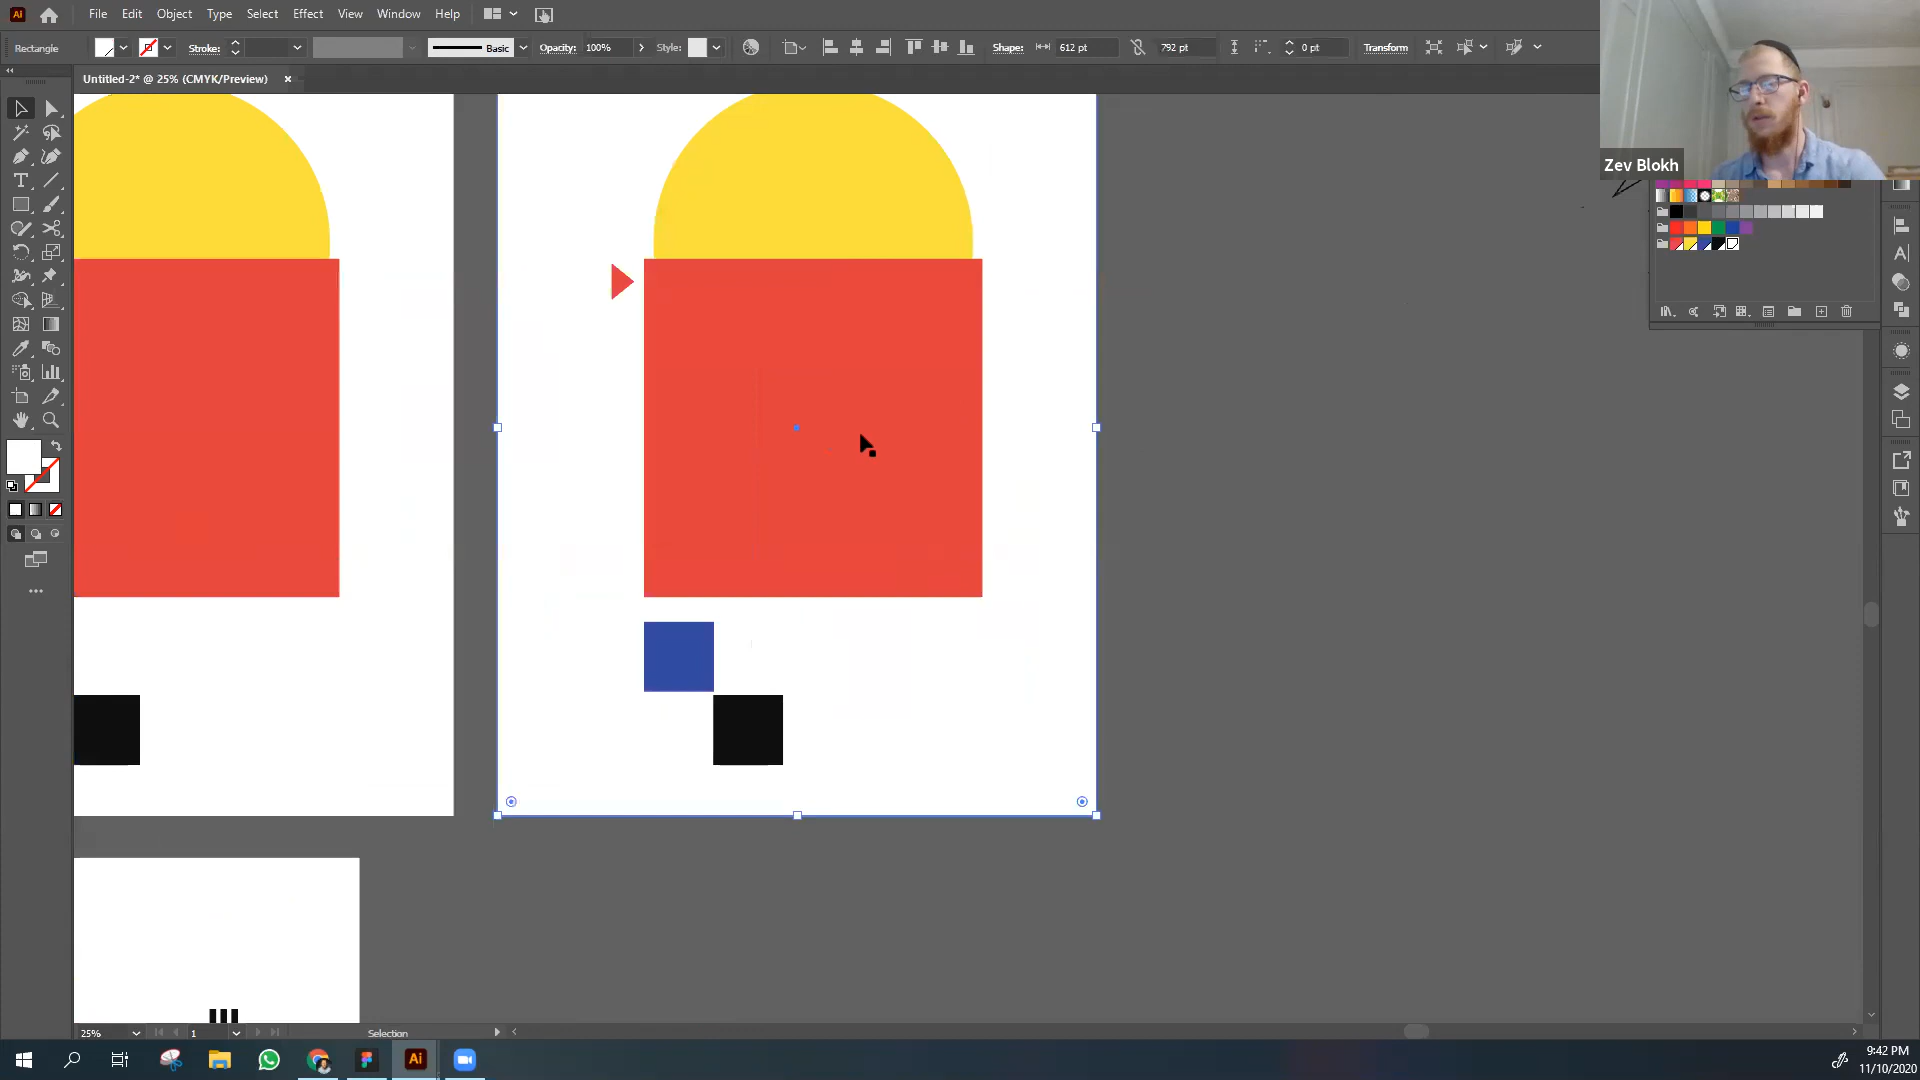 Ai File Edit Object Type Select Effect View Window Help
Rectangle Stroke: Basic Opacity: 100% Style: Shape: 612 pt 792 pt 0 pt Transform
Untitled-2* @ 25% (CMYK/Preview)
Zev Blokh
25% 1 Selection
Ai
9:42 PM
11/10/2020